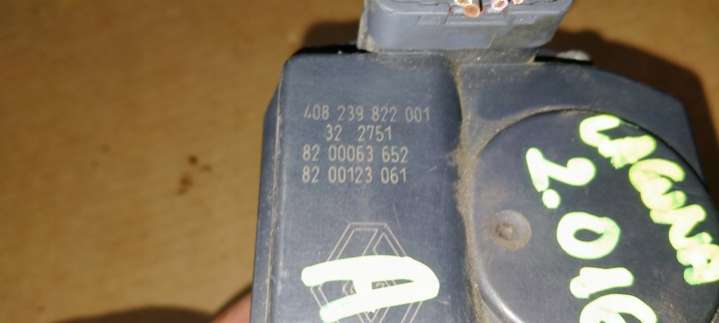 408 239 822 001
32 2751
82 00063 652
82 00123 061
LAGUNA
2.016
A